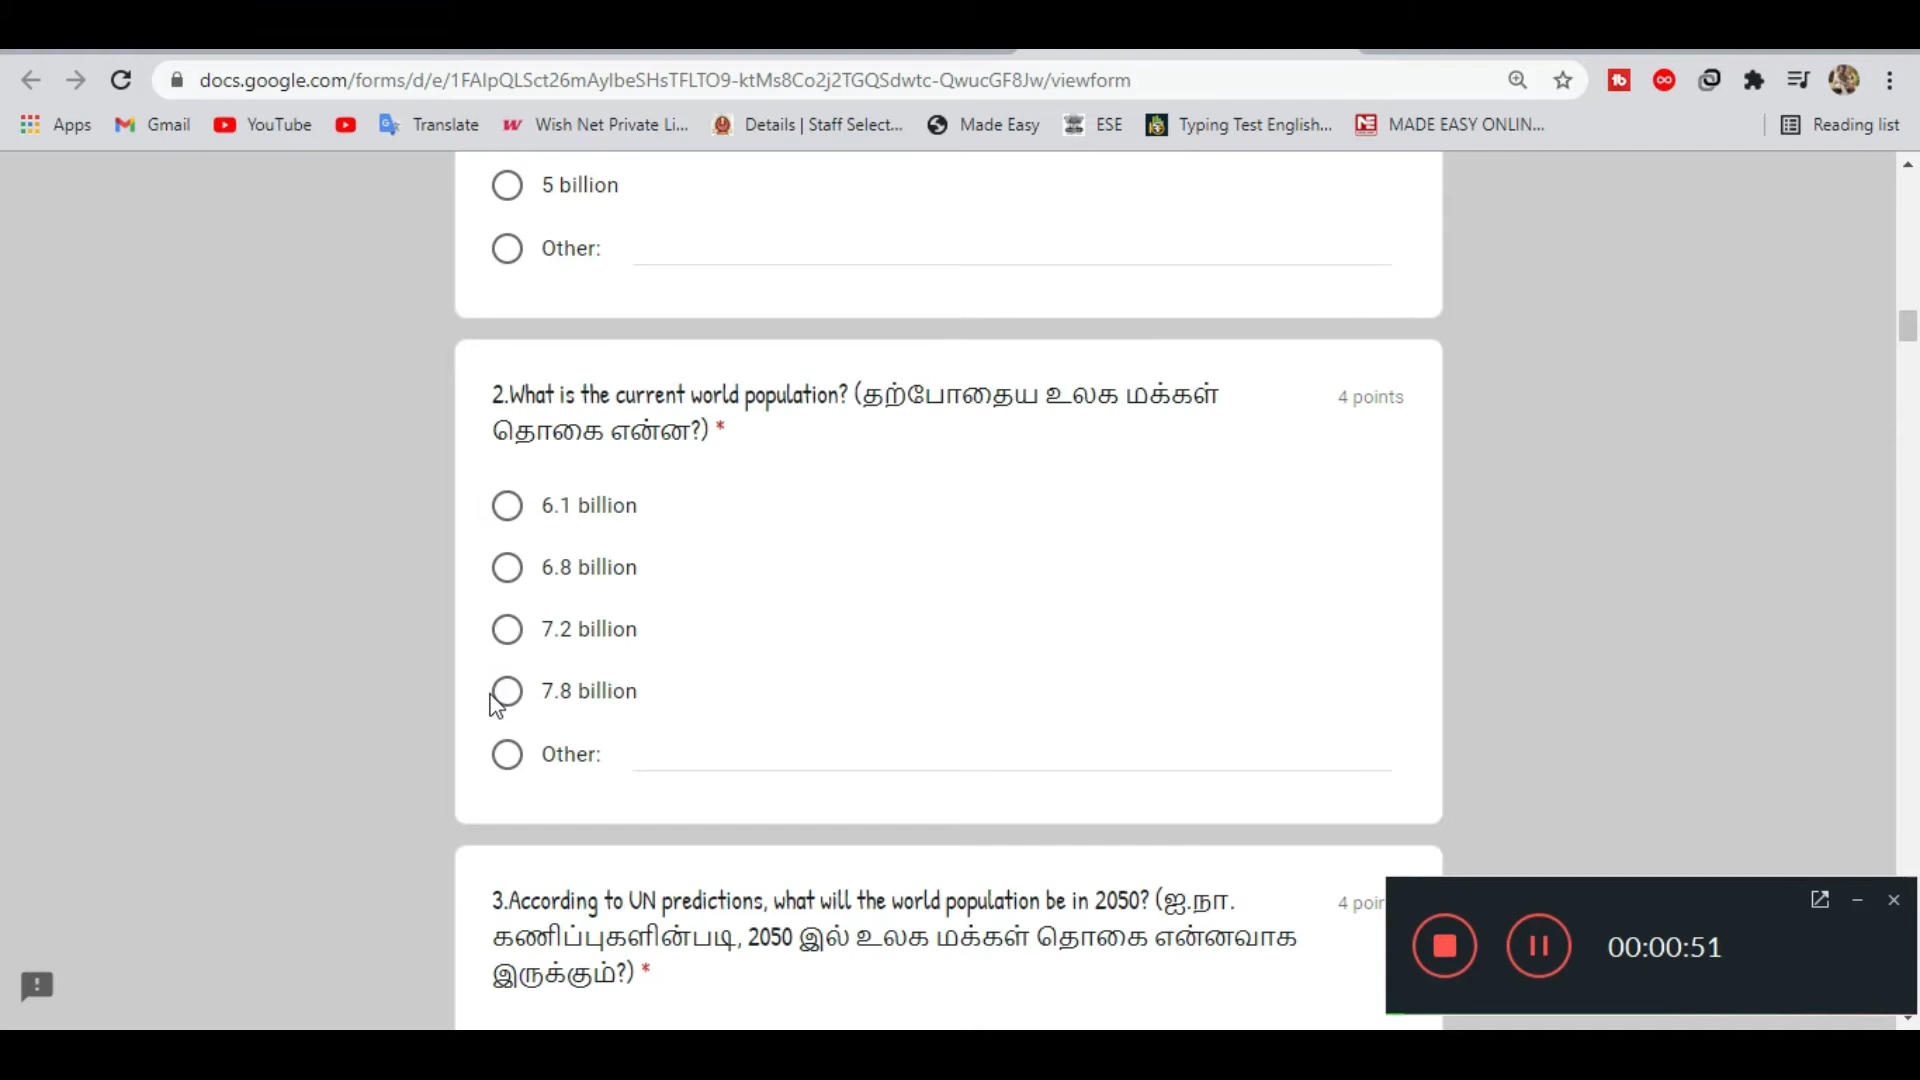 docs.google.com/forms/d/e/1FAIpQLSct26mAylbeSHsTFLTO9-ktMs8Co2j2TGQSdwtc-QwucGF8Jw/viewform
Apps Gmail YouTube Translate Wish Net Private Li... Details | Staff Select... Made Easy ESE Typing Test English... MADE EASY ONLIN... Reading list
5 billion
Other:
2.What is the current world population? (தற்போதைய உலக மக்கள் 4 points
தொகை என்ன?) *
6.1 billion
6.8 billion
7.2 billion
7.8 billion
Other:
3.According to UN predictions, what will the world population be in 2050? (ஐ.நா. 4 poin
கணிப்புகளின்படி, 2050 இல் உலக மக்கள் தொகை என்னவாக
இருக்கும்?) *
00:00:51